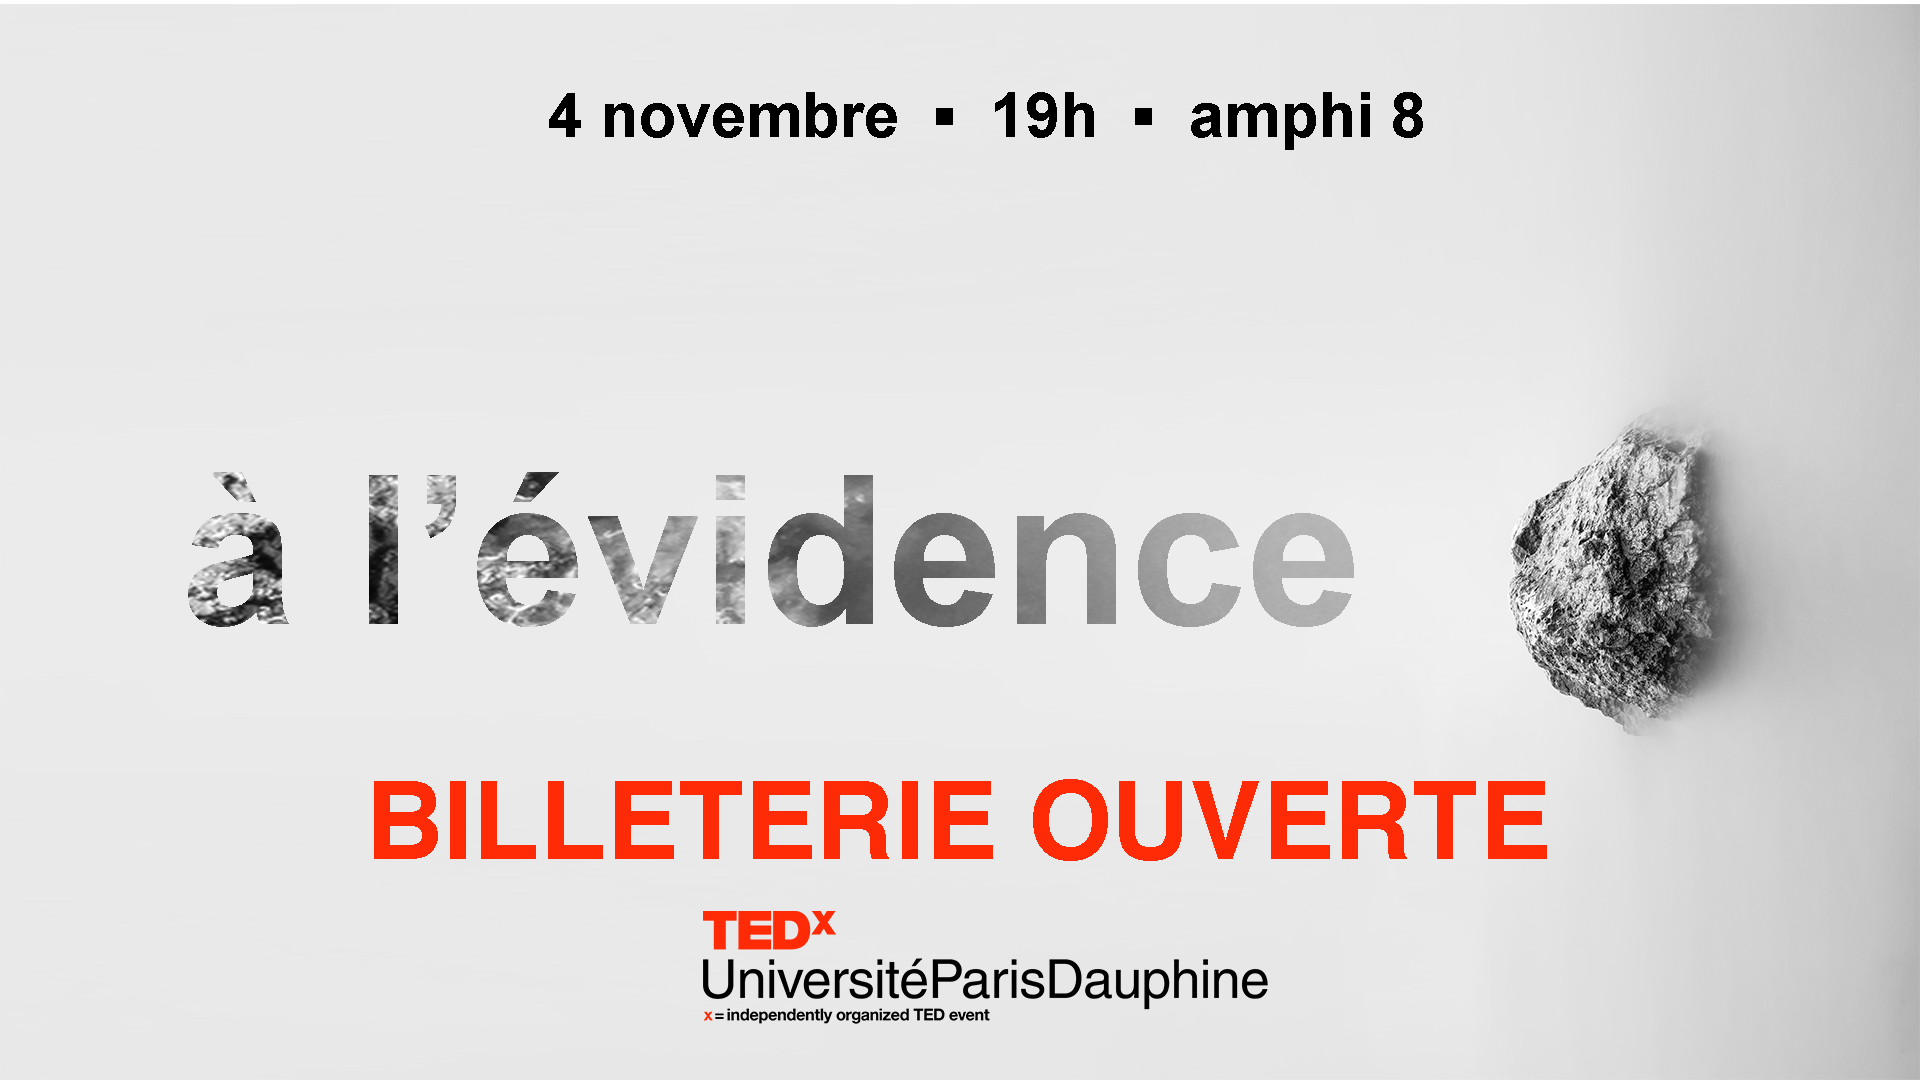 4 novembre ▪ 19h ▪ amphi 8
à l’évidence
BILLETERIE OUVERTE
TEDx
UniversitéParisDauphine
x = independently organized TED event